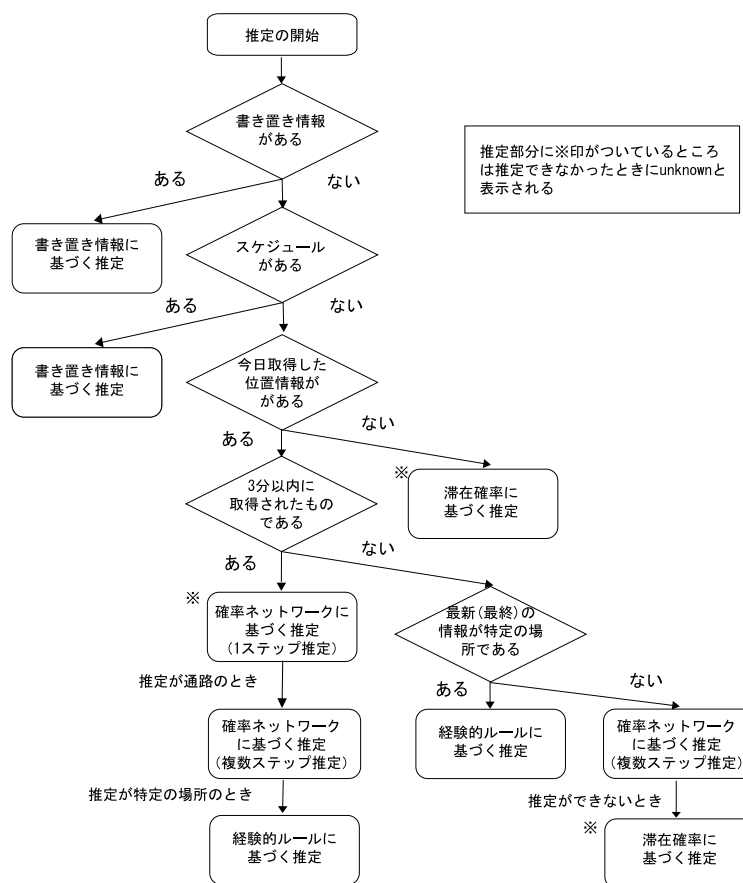 推定の開始
書き置き情報
がある
推定部分に※印がついているところ
は推定できなかったときにunknownと
表示される
ある
ない
書き置き情報に
基づく推定
スケジュール
がある
ある
ない
書き置き情報に
基づく推定
今日取得した
位置情報が
がある
ない
ある
3分以内に
取得されたもの
である
※
滞在確率に
基づく推定
ある
ない
※
確率ネットワークに
基づく推定
(1ステップ推定)
最新(最終)の
情報が特定の場
所である
推定が通路のとき
ある
ない
確率ネットワーク
に基づく推定
(複数ステップ推定)
経験的ルールに
基づく推定
確率ネットワーク
に基づく推定
(複数ステップ推定)
推定が特定の場所のとき
推定ができないとき
経験的ルールに
基づく推定
※
滞在確率に
基づく推定